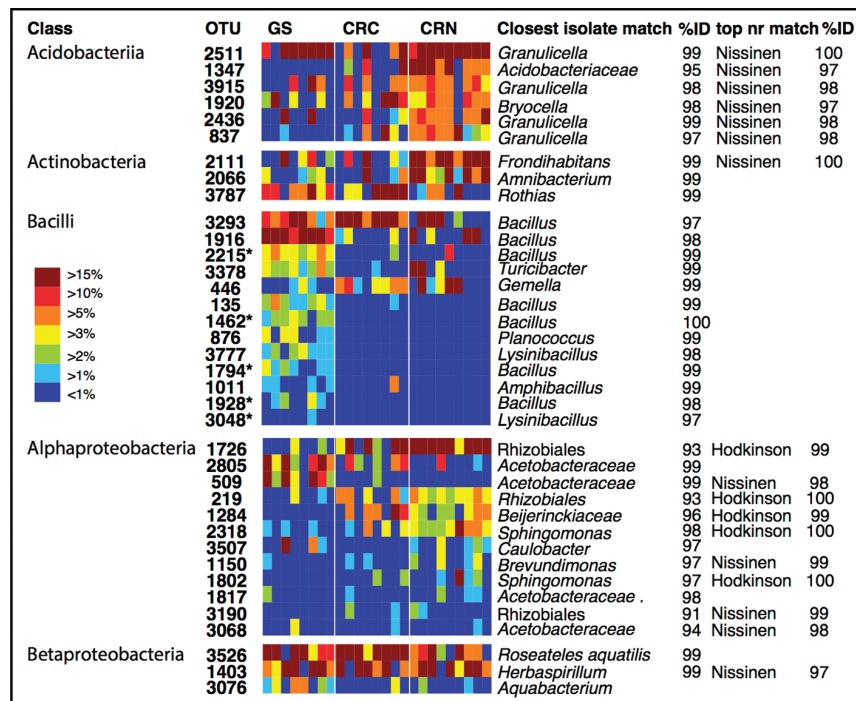 Class OTU GS CRC CRN Closest isolate match %ID top nr match %ID
Acidobacteriia 2511 Granulicella 99 Nissinen 100
1347 Acidobacteriaceae 95 Nissinen 97
3915 Granulicella 98 Nissinen 98
1920 Bryocella 98 Nissinen 97
2436 Granulicella 99 Nissinen 98
837 Granulicella 97 Nissinen 98
Actinobacteria 2111 Frondihabitans 99 Nissinen 100
2066 Amnibacterium 99
3787 Rothias 99
Bacilli 3293 Bacillus 97
1916 Bacillus 98
2215* Bacillus 99
>15% 3378 Turicibacter 99
>10% 446 Gemella 99
>5% 135 Bacillus 99
>3% 1462* Bacillus 100
876 Planococcus 99
>2% 3777 Lysinibacillus 98
>1% 1794* Bacillus 99
<1% 1011 Amphibacillus 99
1928* Bacillus 98
3048* Lysinibacillus 97
Alphaproteobacteria 1726 Rhizobiales 93 Hodkinson 99
2805 Acetobacteraceae 99
509 Acetobacteraceae 99 Nissinen 98
219 Rhizobiales 93 Hodkinson 100
1284 Beijerinckiaceae 96 Hodkinson 99
2318 Sphingomonas 98 Hodkinson 100
3507 Caulobacter 97
1150 Brevundimonas 97 Nissinen 99
1802 Sphingomonas 97 Hodkinson 100
1817 Acetobacteraceae . 98
3190 Rhizobiales 91 Nissinen 99
3068 Acetobacteraceae 94 Nissinen 98
Betaproteobacteria 3526 Roseateles aquatilis 99
1403 Herbaspirillum 99 Nissinen 97
3076 Aquabacterium